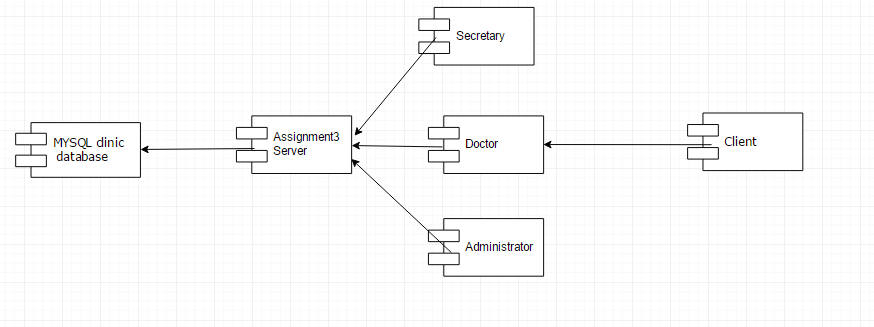 Secretary
MYSQL dinic
database
Assignment3
Server
Doctor
Client
Administrator